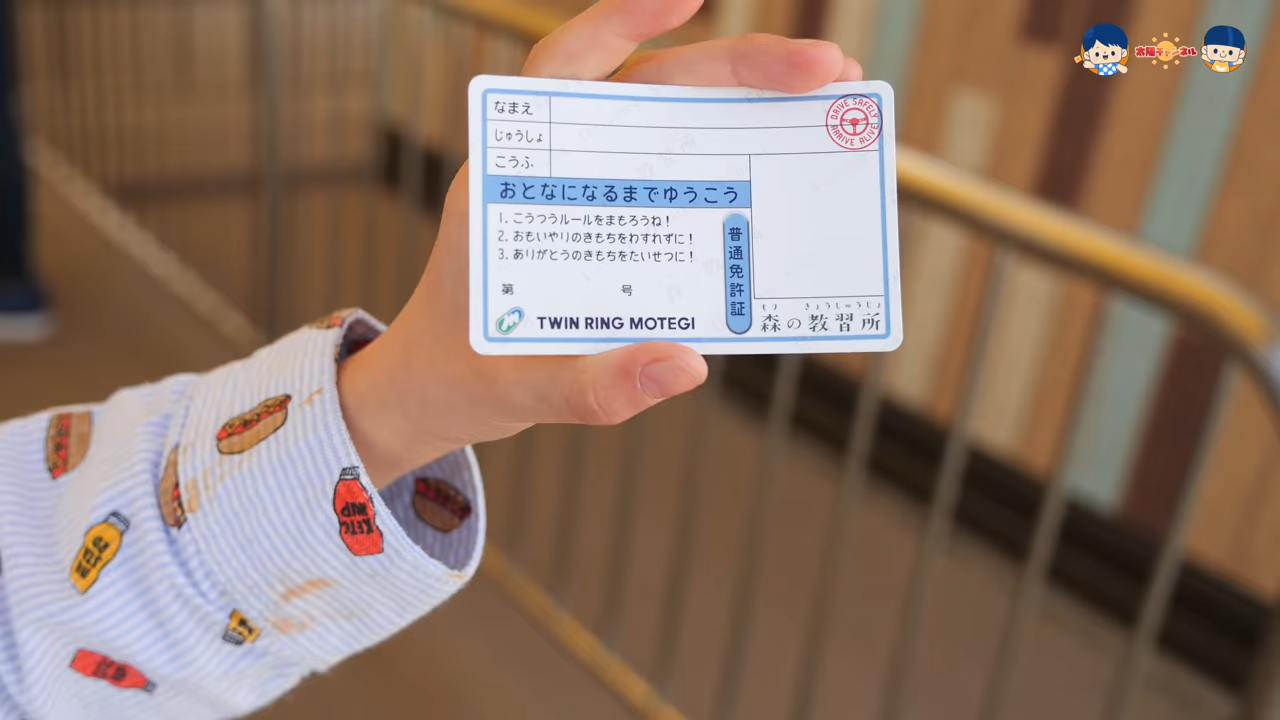 太陽チャンネル
なまえ
じゅうしょ
こうふ
DRIVE SAFELY
ARRIVE ALIVE
おとなになるまでゆうこう
1. こうつうルールをまもろうね!
2. おもいやりのきもちをわすれずに!
3. ありがとうのきもちをたいせつに!
第 号
普通免許証
TWIN RING MOTEGI
もり きょうしゅうじょ
森の教習所